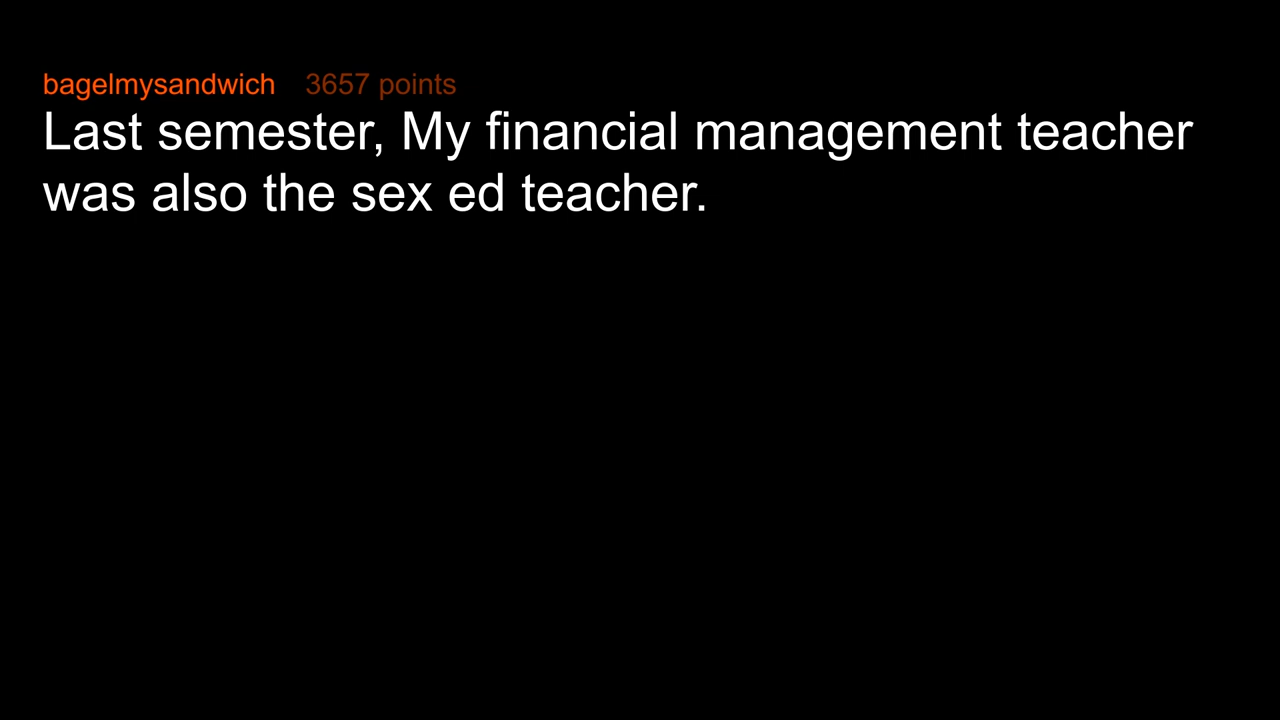 bagelmysandwich 3657 points
Last semester, My financial management teacher
was also the sex ed teacher.